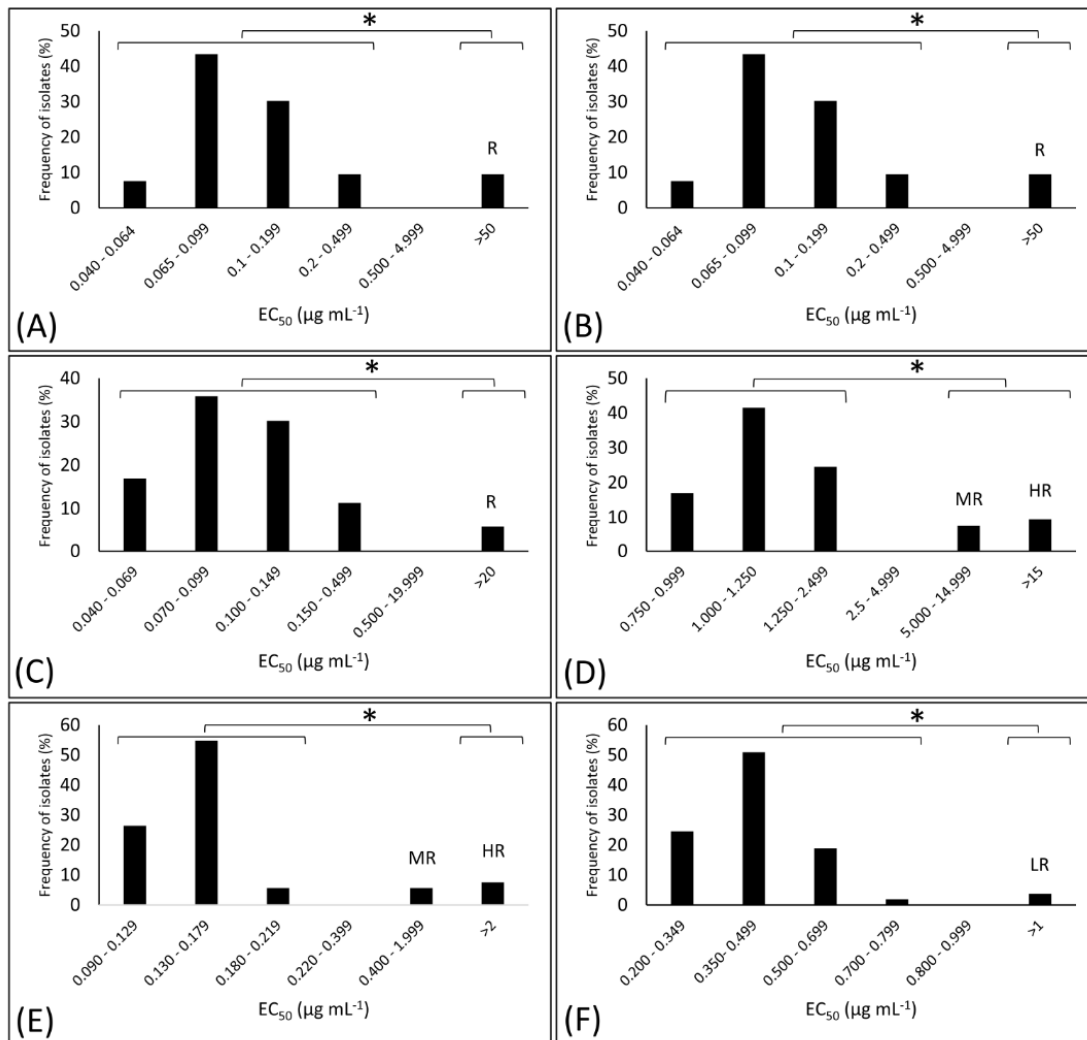 *
50
40
30
20
10
0
Frequency of isolates (%)
R
0.040 - 0.064
0.065 - 0.099
0.1 - 0.199
0.2 - 0.499
0.500 - 4.999
>50
EC50 (µg mL-1)
(A)
*
50
40
30
20
10
0
Frequency of isolates (%)
R
0.040 - 0.064
0.065 - 0.099
0.1 - 0.199
0.2 - 0.499
0.500 - 4.999
>50
EC50 (µg mL-1)
(B)
*
40
30
20
10
0
Frequency of isolates (%)
R
0.040 - 0.069
0.070 - 0.099
0.100 - 0.149
0.150 - 0.499
0.500 - 19.999
>20
EC50 (µg mL-1)
(C)
*
50
40
30
20
10
0
Frequency of isolates (%)
MR
HR
0.750 - 0.999
1.000 - 1.250
1.250 - 2.499
2.5 - 4.999
5.000 - 14.999
>15
EC50 (µg mL-1)
(D)
*
60
50
40
30
20
10
0
Frequency of isolates (%)
MR
HR
0.090 - 0.129
0.130 - 0.179
0.180 - 0.219
0.220 - 0.399
0.400 - 1.999
>2
EC50 (µg mL-1)
(E)
*
60
50
40
30
20
10
0
Frequency of isolates (%)
LR
0.200 - 0.349
0.350 - 0.499
0.500 - 0.699
0.700 - 0.799
0.800 - 0.999
>1
EC50 (µg mL-1)
(F)